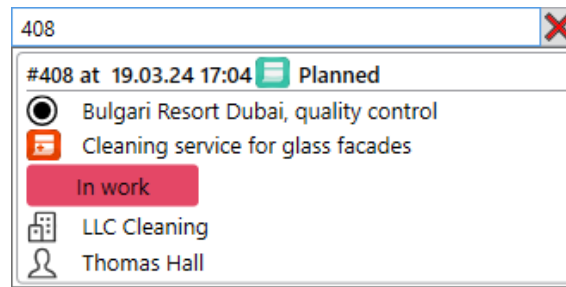 408
#408 at 19.03.24 17:04 Planned
Bulgari Resort Dubai, quality control
Cleaning service for glass facades
In work
LLC Cleaning
Thomas Hall